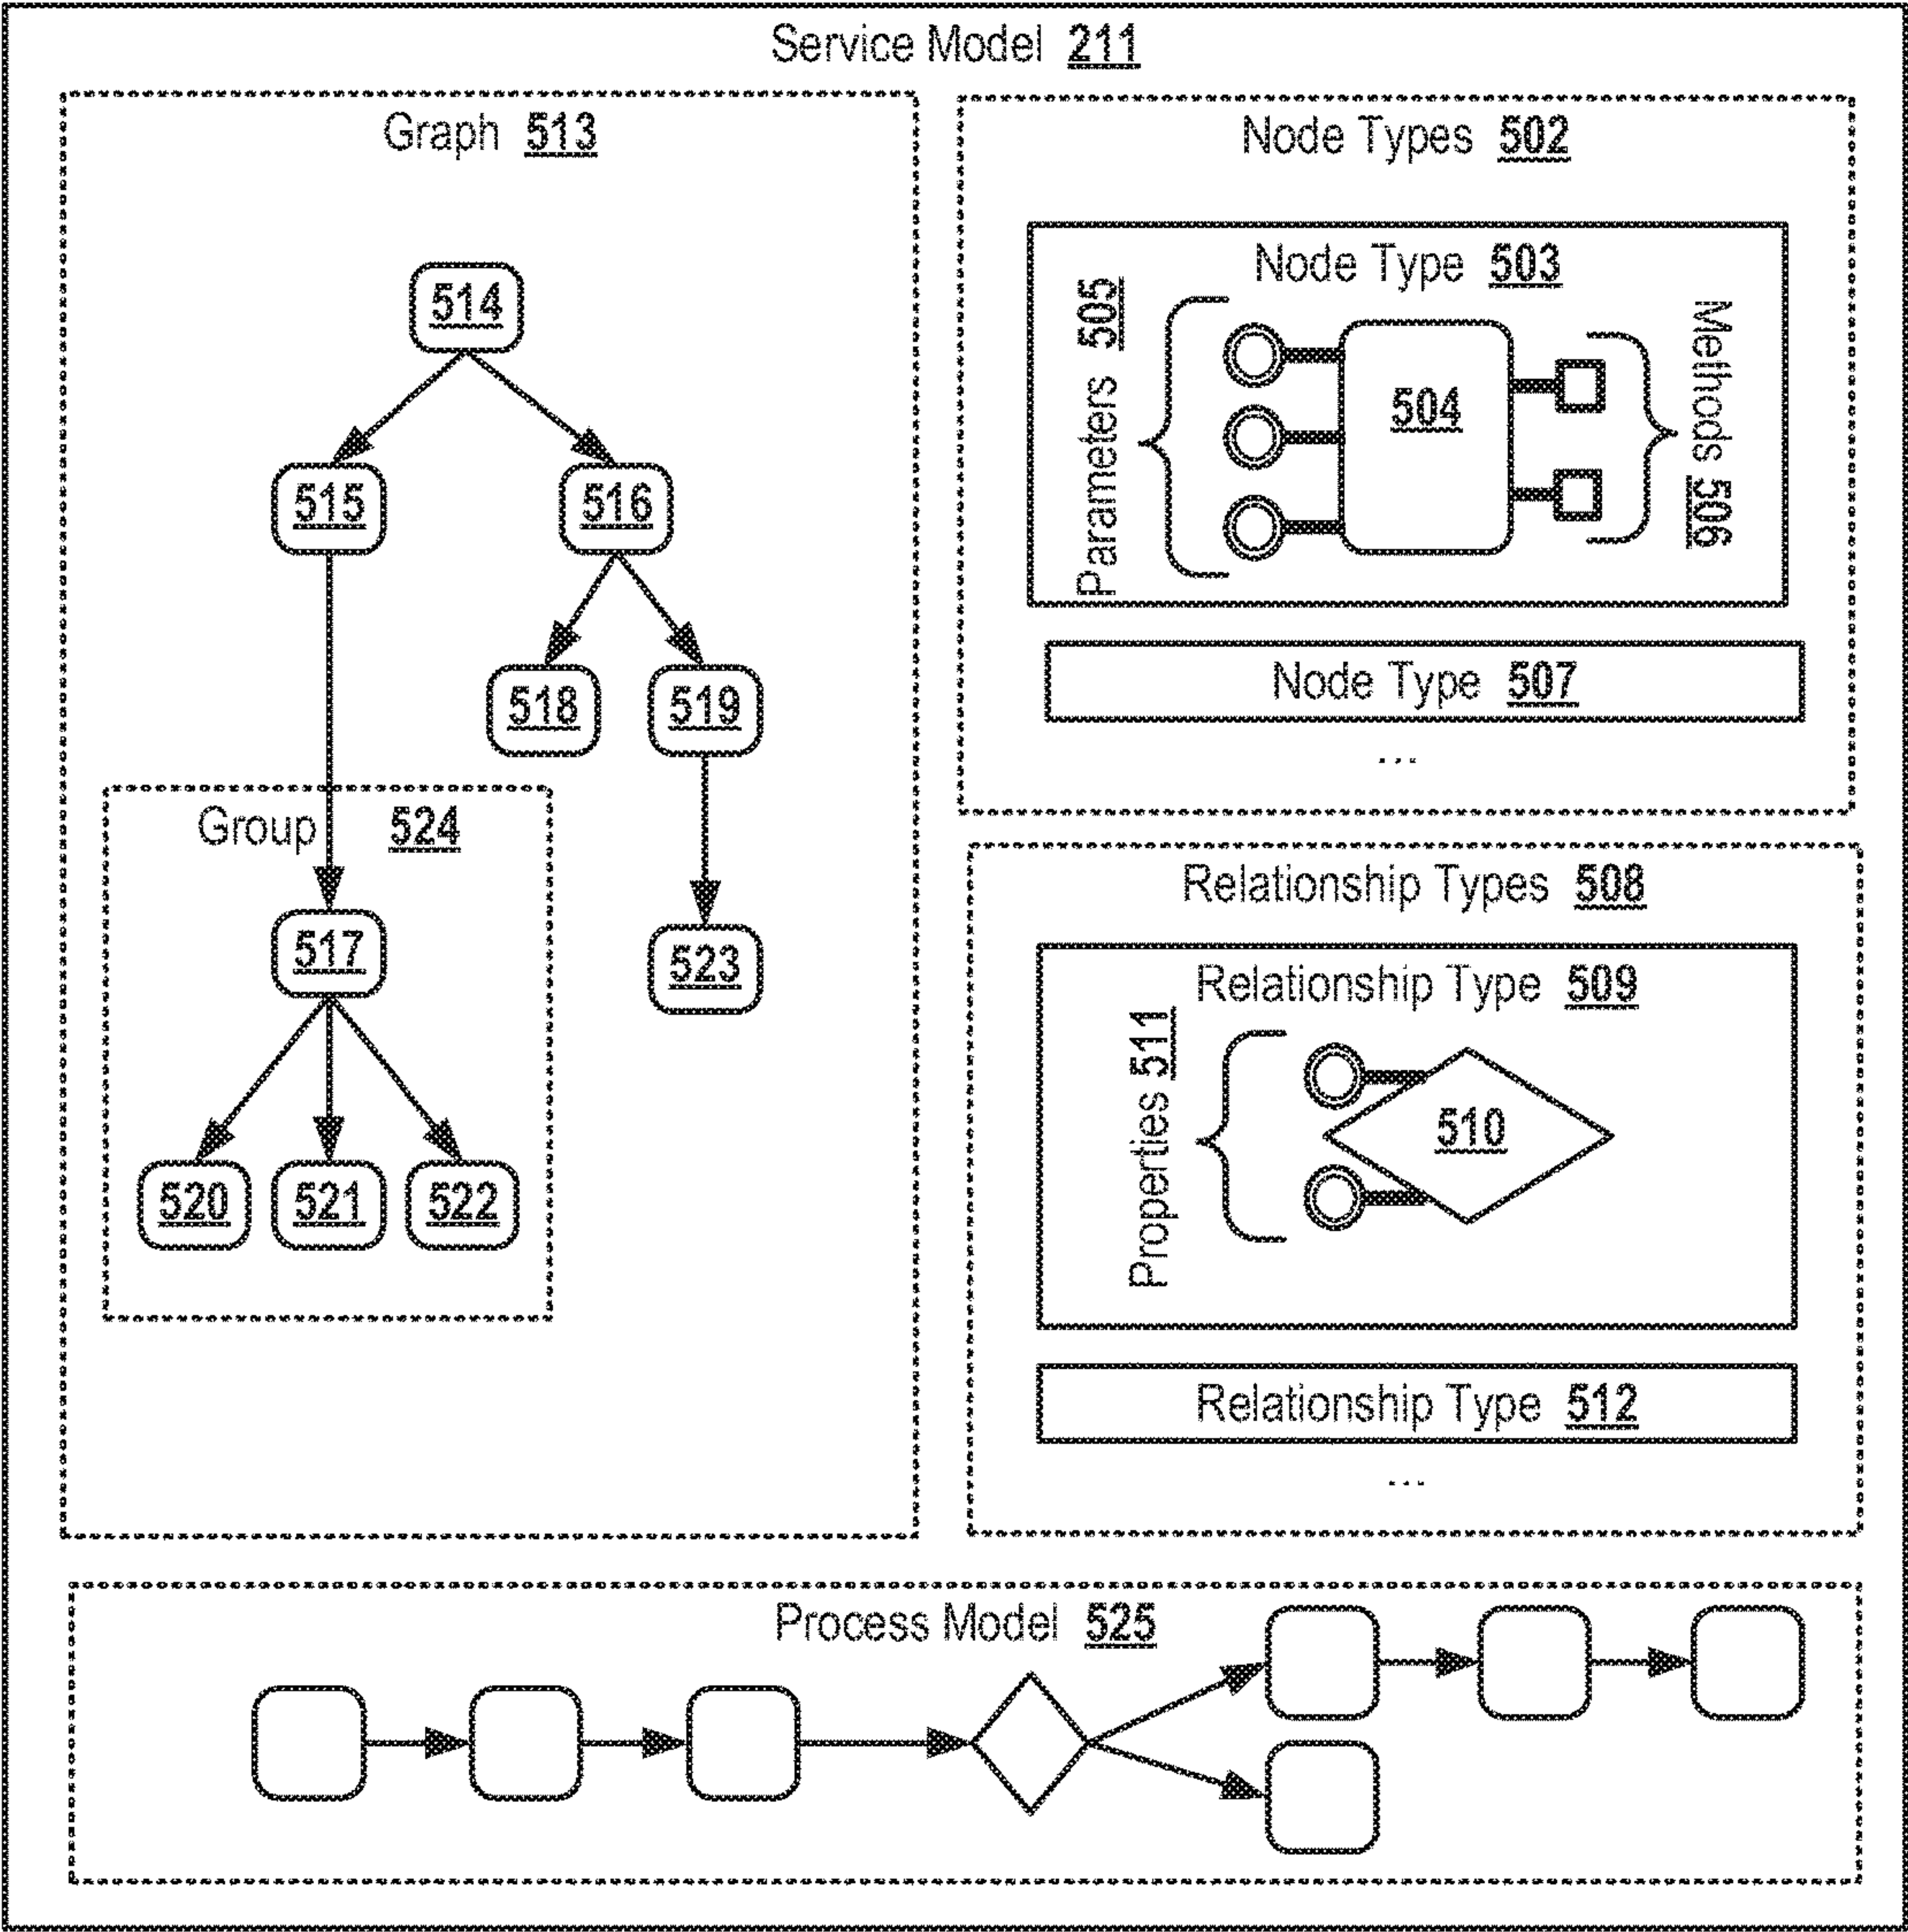 Service Model 211
Graph 513
514
515 516
518 519
Group 524
517
523
520 521 522
Node Types 502
Node Type 503
Parameters 505
504
Methods 506
Node Type 507
...
Relationship Types 508
Relationship Type 509
Properties 511
510
Relationship Type 512
...
Process Model 525